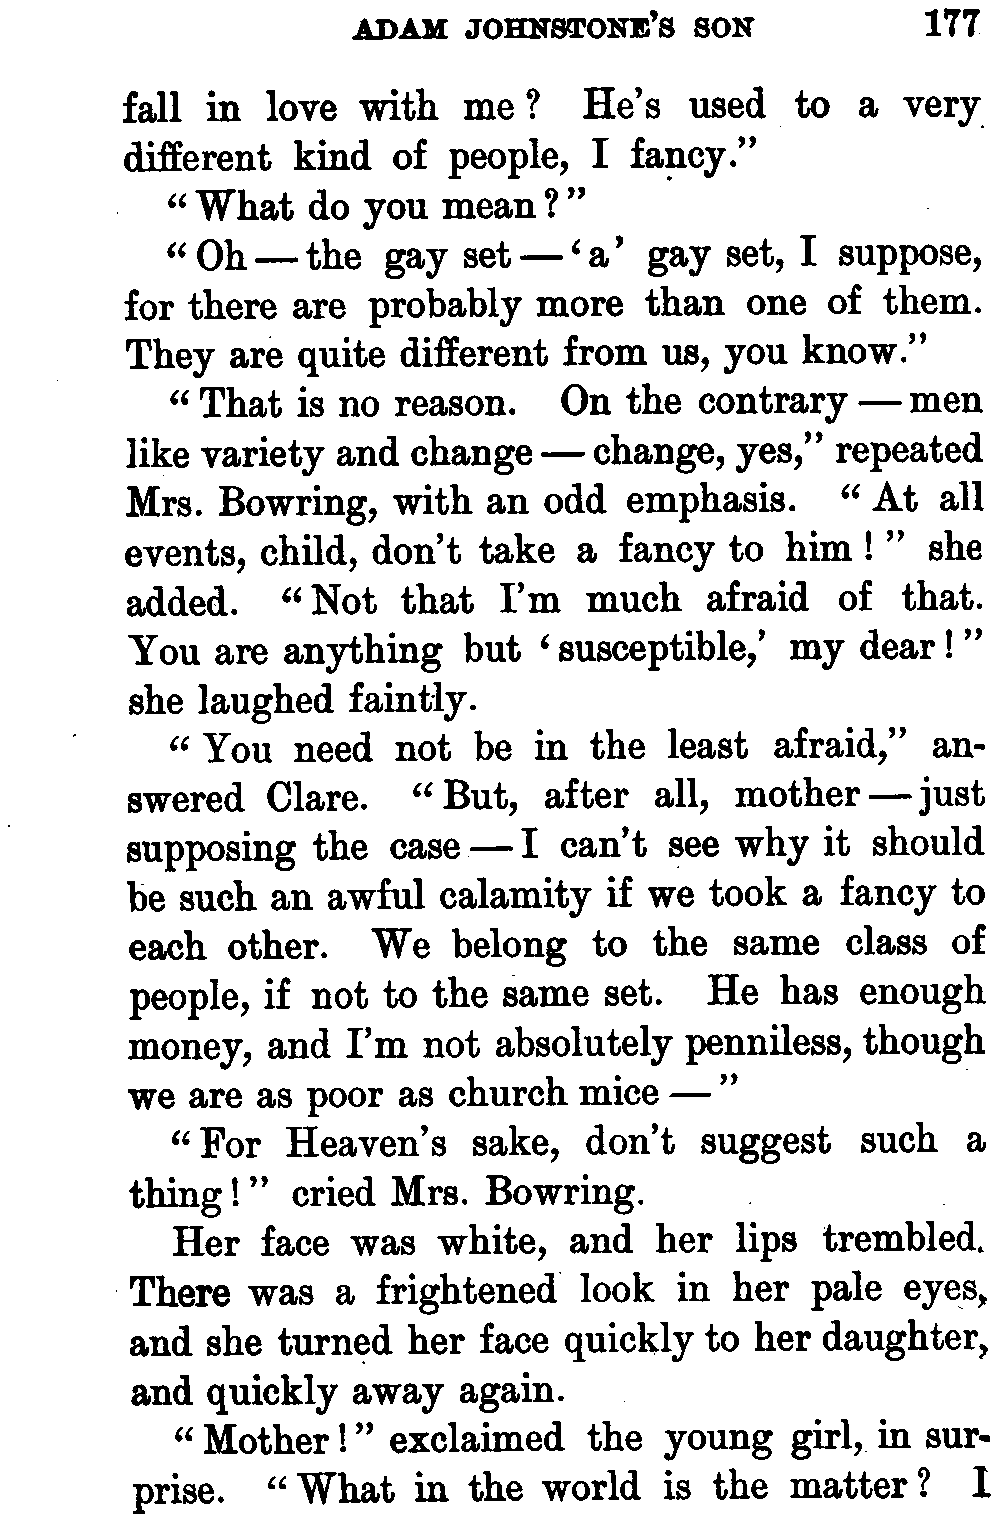 ADAM JOHNSTONE'S SON 177
fall in love with me? He's used to a very
different kind of people, I fancy."
"What do you mean?"
"Oh—the gay set—'a' gay set, I suppose,
for there are probably more than one of them.
They are quite different from us, you know."
"That is no reason. On the contrary—men
like variety and change—change, yes," repeated
Mrs. Bowring, with an odd emphasis. "At all
events, child, don't take a fancy to him!" she
added. "Not that I'm much afraid of that.
You are anything but 'susceptible,' my dear!"
she laughed faintly.
"You need not be in the least afraid," an-
swered Clare. "But, after all, mother—just
supposing the case—I can't see why it should
be such an awful calamity if we took a fancy to
each other. We belong to the same class of
people, if not to the same set. He has enough
money, and I'm not absolutely penniless, though
we are as poor as church mice—"
"For Heaven's sake, don't suggest such a
thing!" cried Mrs. Bowring.
Her face was white, and her lips trembled.
There was a frightened look in her pale eyes,
and she turned her face quickly to her daughter,
and quickly away again.
"Mother!" exclaimed the young girl, in sur-
prise. "What in the world is the matter? I